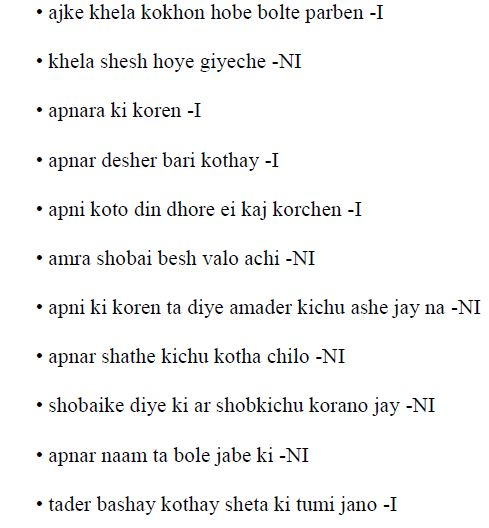 • ajke khela kokhon hobe bolte parben -I
• khela shesh hoye giyeche -NI
• apnara ki koren -I
• apnar desher bari kothay -I
• apni koto din dhore ei kaj korchen -I
• amra shobai besh valo achi -NI
• apni ki koren ta diye amader kichu ashe jay na -NI
• apnar shathe kichu kotha chilo -NI
• shobaike diye ki ar shobkichu korano jay -NI
• apnar naam ta bole jabe ki -NI
• tader bashay kothay sheta ki tumi jano -I